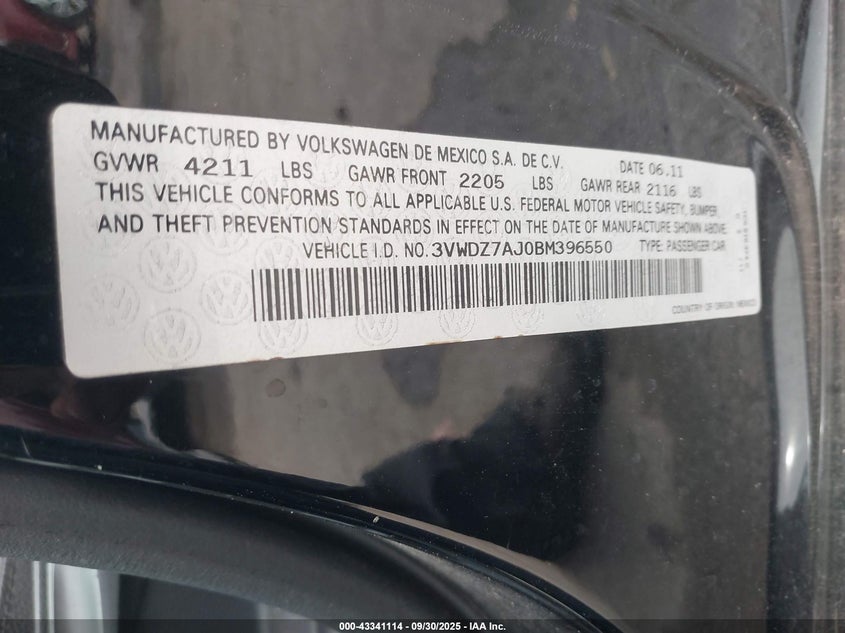 MANUFACTURED BY VOLKSWAGEN DE MEXICO S.A. DE C.V. DATE 06.11
GVWR 4211 LBS GAWR FRONT 2205 LBS GAWR REAR 2116 LBS
THIS VEHICLE CONFORMS TO ALL APPLICABLE U.S. FEDERAL MOTOR VEHICLE SAFETY, BUMPER,
AND THEFT PREVENTION STANDARDS IN EFFECT ON THE DATE OF MANUFACTURE SHOWN ABOVE.
VEHICLE I.D. NO. 3VWDZ7AJ0BM396550 TYPE: PASSENGER CAR
COUNTRY OF ORIGIN, MEXICO
000-43341114 — 09/30/2025 — IAA Inc.